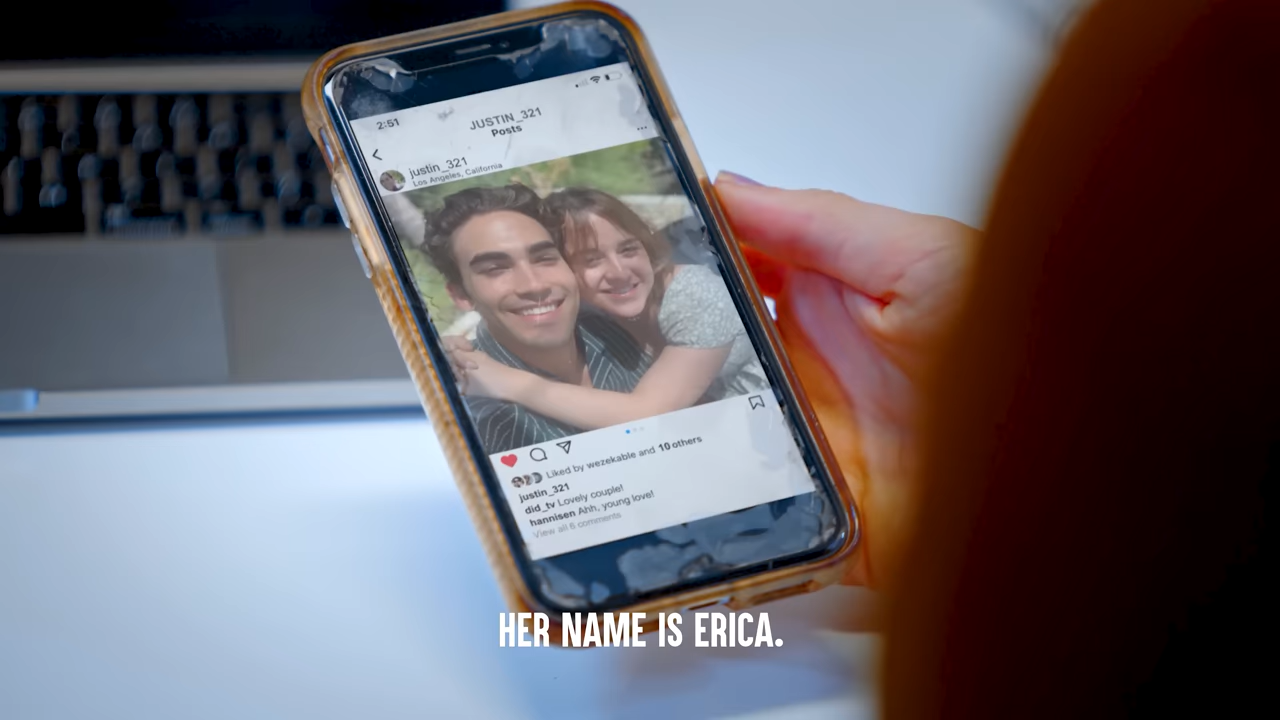 2:51
JUSTIN_321
Posts
justin_321
Los Angeles, California
Liked by wezekable and 10 others
justin_321
did_tv Lovely couple!
hannisen Ahh, young love!
View all 6 comments
HER NAME IS ERICA.